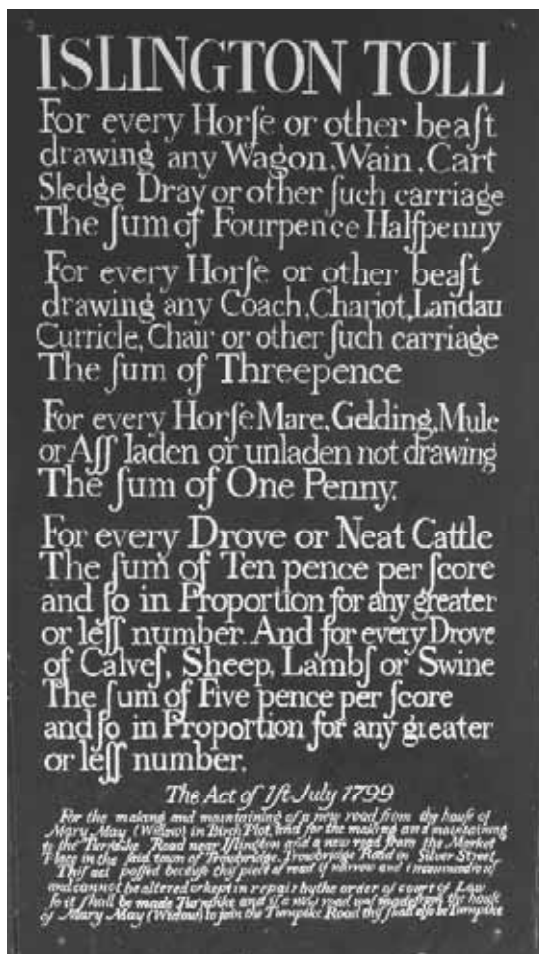 ISLINGTON TOLL
For every Horſe or other beaſt
drawing any Wagon, Wain, Cart
Sledge Dray or other ſuch carriage
The ſum of Fourpence Halfpenny
For every Horſe or other beaſt
drawing any Coach, Chariot, Landau
Curricle, Chair or other ſuch carriage
The ſum of Threepence
For every Horſe Mare, Gelding, Mule
or Aſſ laden or unladen not drawing
The ſum of One Penny.
For every Drove or Neat Cattle
The ſum of Ten pence per ſcore
and ſo in Proportion for any greater
or leſſ number. And for every Drove
of Calveſ, Sheep, Lambſ or Swine
The ſum of Five pence per ſcore
and ſo in Proportion for any greater
or leſſ number.
The Act of 1ſt July 1799
For the making and maintaining of a new road from the houſe of
Mary May (Widow) in Birch Plot, and for the making and maintaining
to the Turnpike Road near Iſlington and a new road from the Market
Place in the ſaid town of Trowbridge, Trowbridge Road in Silver Street
Thiſ act paſſed becauſe thiſ piece of road iſ narrow and
and cannot be altered or kept in repair by the order of court of Law
ſo it ſhall be made Turnpike and if a new road waſ made from the houſe
of Mary May (Widow) to join the Turnpike Road thiſ ſhall alſo be Turnpike